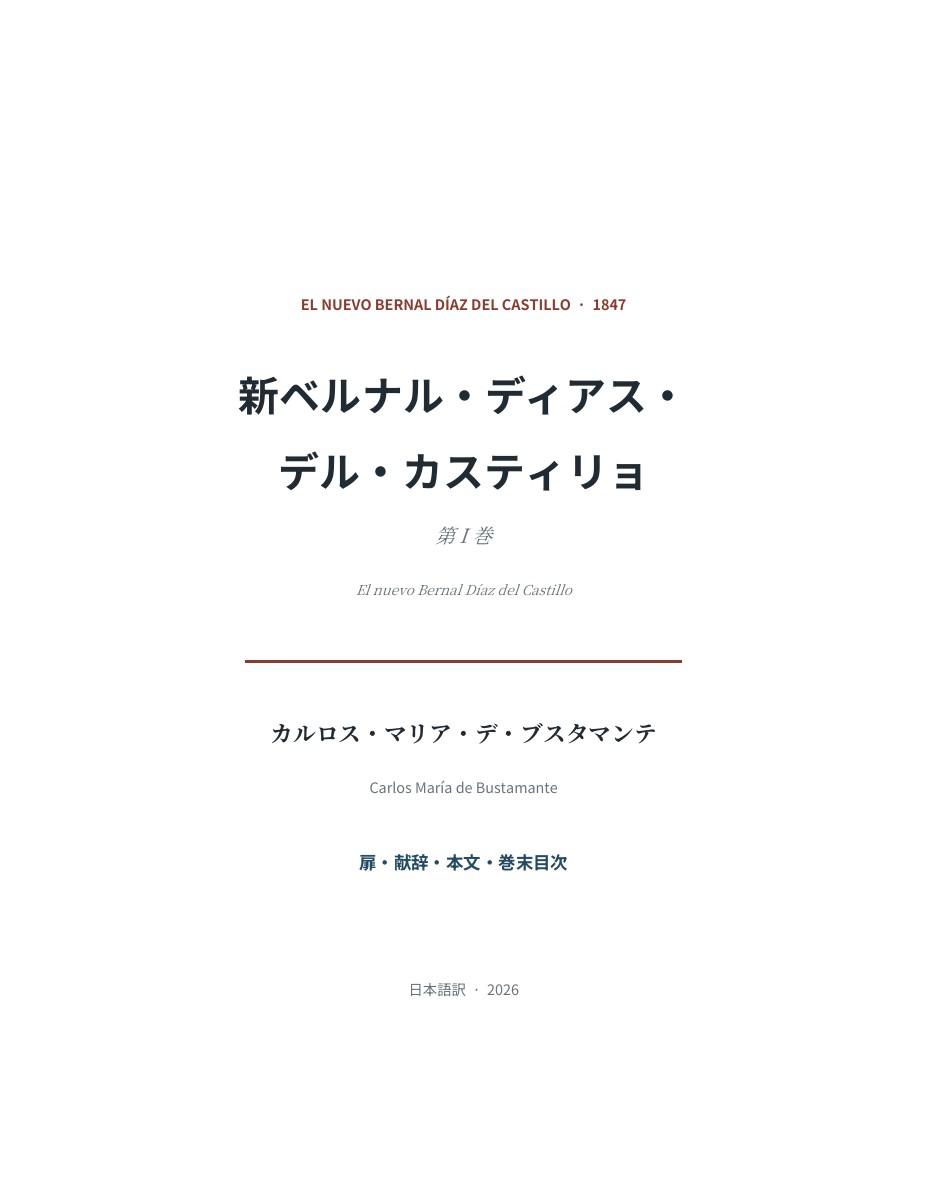 EL NUEVO BERNAL DÍAZ DEL CASTILLO · 1847
新ベルナル・ディアス・
デル・カスティリョ
第 I 巻
El nuevo Bernal Díaz del Castillo
カルロス・マリア・デ・ブスタマンテ
Carlos María de Bustamante
扉・献辞・本文・巻末目次
日本語訳 · 2026